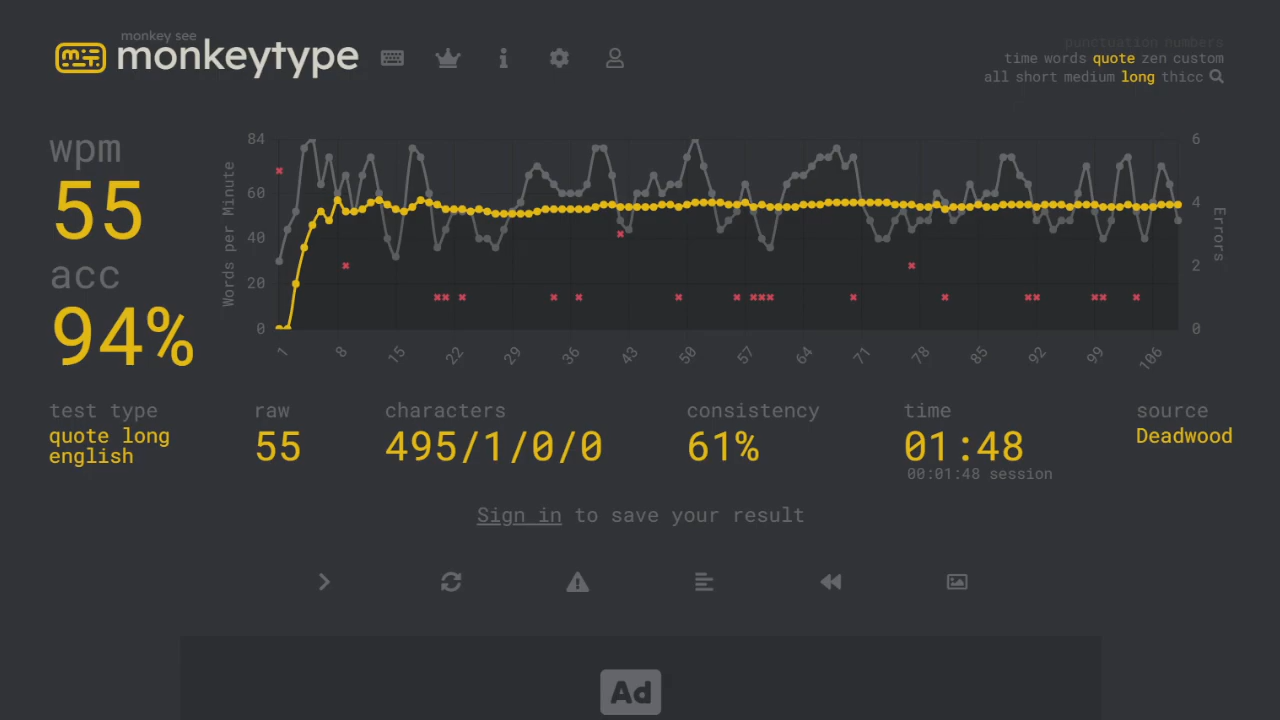 monkey see
monkeytype
punctuation numbers
time words quote zen custom
all short medium long thicc
wpm
55
acc
94%
Words per Minute
84
60
40
20
0
6
4
2
0
Errors
1 8 15 22 29 36 43 50 57 64 71 78 85 92 99 106
test type
quote long
english
raw
55
characters
495/1/0/0
consistency
61%
time
01:48
00:01:48 session
source
Deadwood
Sign in to save your result
Ad